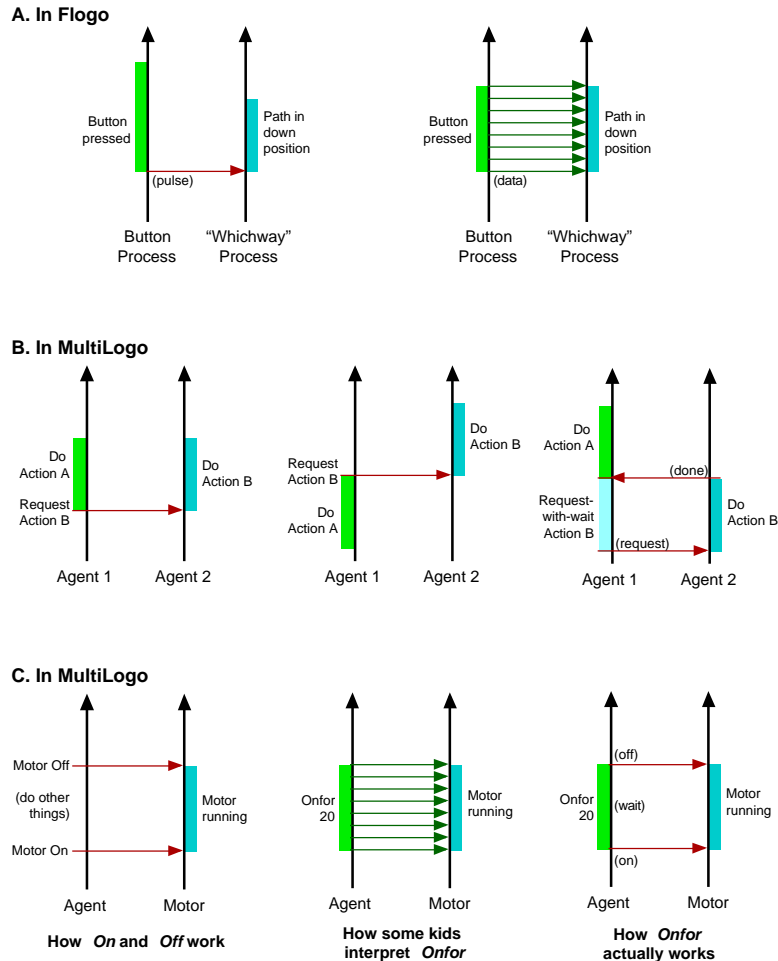 A. In Flogo
Button
pressed
Path in
down
position
(pulse)
Button
Process
“Whichway”
Process
Button
pressed
Path in
down
position
(data)
Button
Process
“Whichway”
Process
B. In MultiLogo
Do
Action A
Request
Action B
Do
Action B
Agent 1
Agent 2
Request
Action B
Do
Action A
Do
Action B
Agent 1
Agent 2
Do
Action A
(done)
Request-
with-wait
Action B
Do
Action B
(request)
Agent 1
Agent 2
C. In MultiLogo
Motor Off
(do other
things)
Motor On
Motor
running
Agent
Motor
How On and Off work
Onfor
20
Motor
running
Agent
Motor
How some kids
interpret Onfor
(off)
Onfor
20
(wait)
Motor
running
(on)
Agent
Motor
How Onfor
actually works